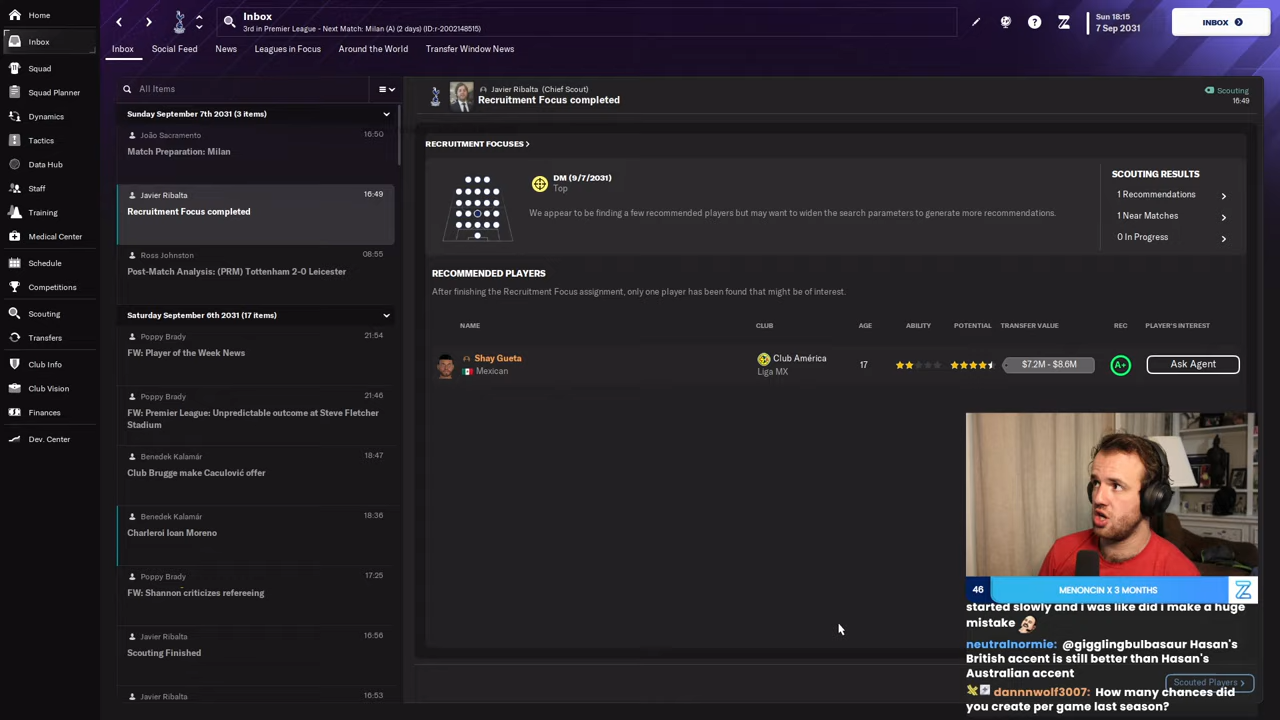 Home
Inbox
Squad
Squad Planner
Dynamics
Tactics
Data Hub
Staff
Training
Medical Center
Schedule
Competitions
Scouting
Transfers
Club Info
Club Vision
Finances
Dev. Center
Inbox
3rd in Premier League - Next Match: Milan (A) (2 days) (ID:r-2002148515)
Sun 18:15
7 Sep 2031
INBOX
Inbox
Social Feed
News
Leagues in Focus
Around the World
Transfer Window News
All Items
Sunday September 7th 2031 (3 items)
João Sacramento 16:50
Match Preparation: Milan
Javier Ribalta 16:49
Recruitment Focus completed
Ross Johnston 08:55
Post-Match Analysis: (PRM) Tottenham 2-0 Leicester
Saturday September 6th 2031 (17 items)
Poppy Brady 21:54
FW: Player of the Week News
Poppy Brady 21:46
FW: Premier League: Unpredictable outcome at Steve Fletcher
Stadium
Benedek Kalamár 18:47
Club Brugge make Caculović offer
Benedek Kalamár 18:36
Charleroi loan Moreno
Poppy Brady 17:25
FW: Shannon criticizes refereeing
Javier Ribalta 16:56
Scouting Finished
Javier Ribalta 16:53
Javier Ribalta (Chief Scout)
Recruitment Focus completed
Scouting
16:49
RECRUITMENT FOCUSES >
DM (9/7/2031)
Top
We appear to be finding a few recommended players but may want to widen the search parameters to generate more recommendations.
SCOUTING RESULTS
1 Recommendations
1 Near Matches
0 In Progress
RECOMMENDED PLAYERS
After finishing the Recruitment Focus assignment, only one player has been found that might be of interest.
NAME CLUB AGE ABILITY POTENTIAL TRANSFER VALUE REC PLAYER'S INTEREST
Shay Gueta Club América 17 $7.2M - $8.6M A+ Ask Agent
Mexican Liga MX
46 MENONCIN X 3 MONTHS
started slowly and i was like did i make a huge
mistake
neutralnormie: @gigglingbulbasaur Hasan's
British accent is still better than Hasan's
Australian accent
Scouted Players >
dannnwolf3007: How many chances did
you create per game last season?